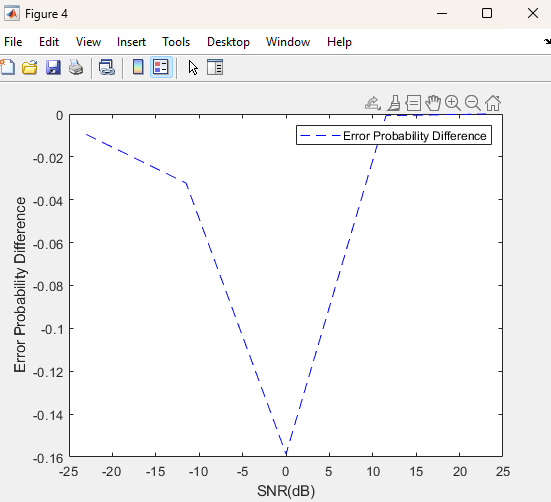 Figure 4
File Edit View Insert Tools Desktop Window Help
Error Probability Difference
Error Probability Difference
0
-0.02
-0.04
-0.06
-0.08
-0.1
-0.12
-0.14
-0.16
-25 -20 -15 -10 -5 0 5 10 15 20 25
SNR(dB)